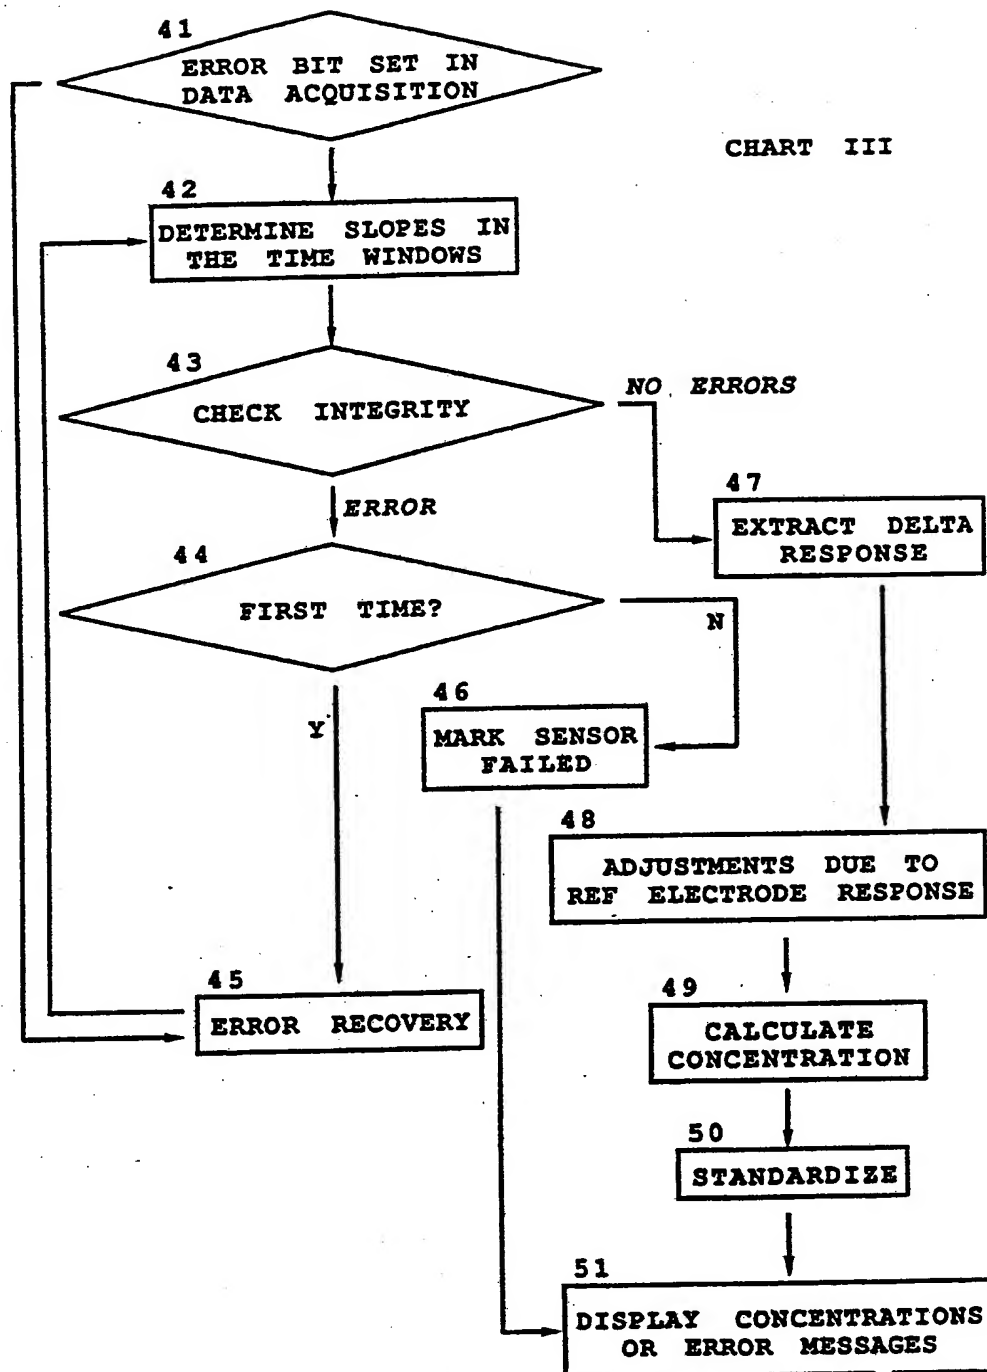 41
ERROR BIT SET IN
DATA ACQUISITION
CHART III
42
DETERMINE SLOPES IN
THE TIME WINDOWS
43
CHECK INTEGRITY
NO ERRORS
ERROR
47
EXTRACT DELTA
RESPONSE
44
FIRST TIME?
N
Y
46
MARK SENSOR
FAILED
48
ADJUSTMENTS DUE TO
REF ELECTRODE RESPONSE
45
ERROR RECOVERY
49
CALCULATE
CONCENTRATION
50
STANDARDIZE
51
DISPLAY CONCENTRATIONS
OR ERROR MESSAGES